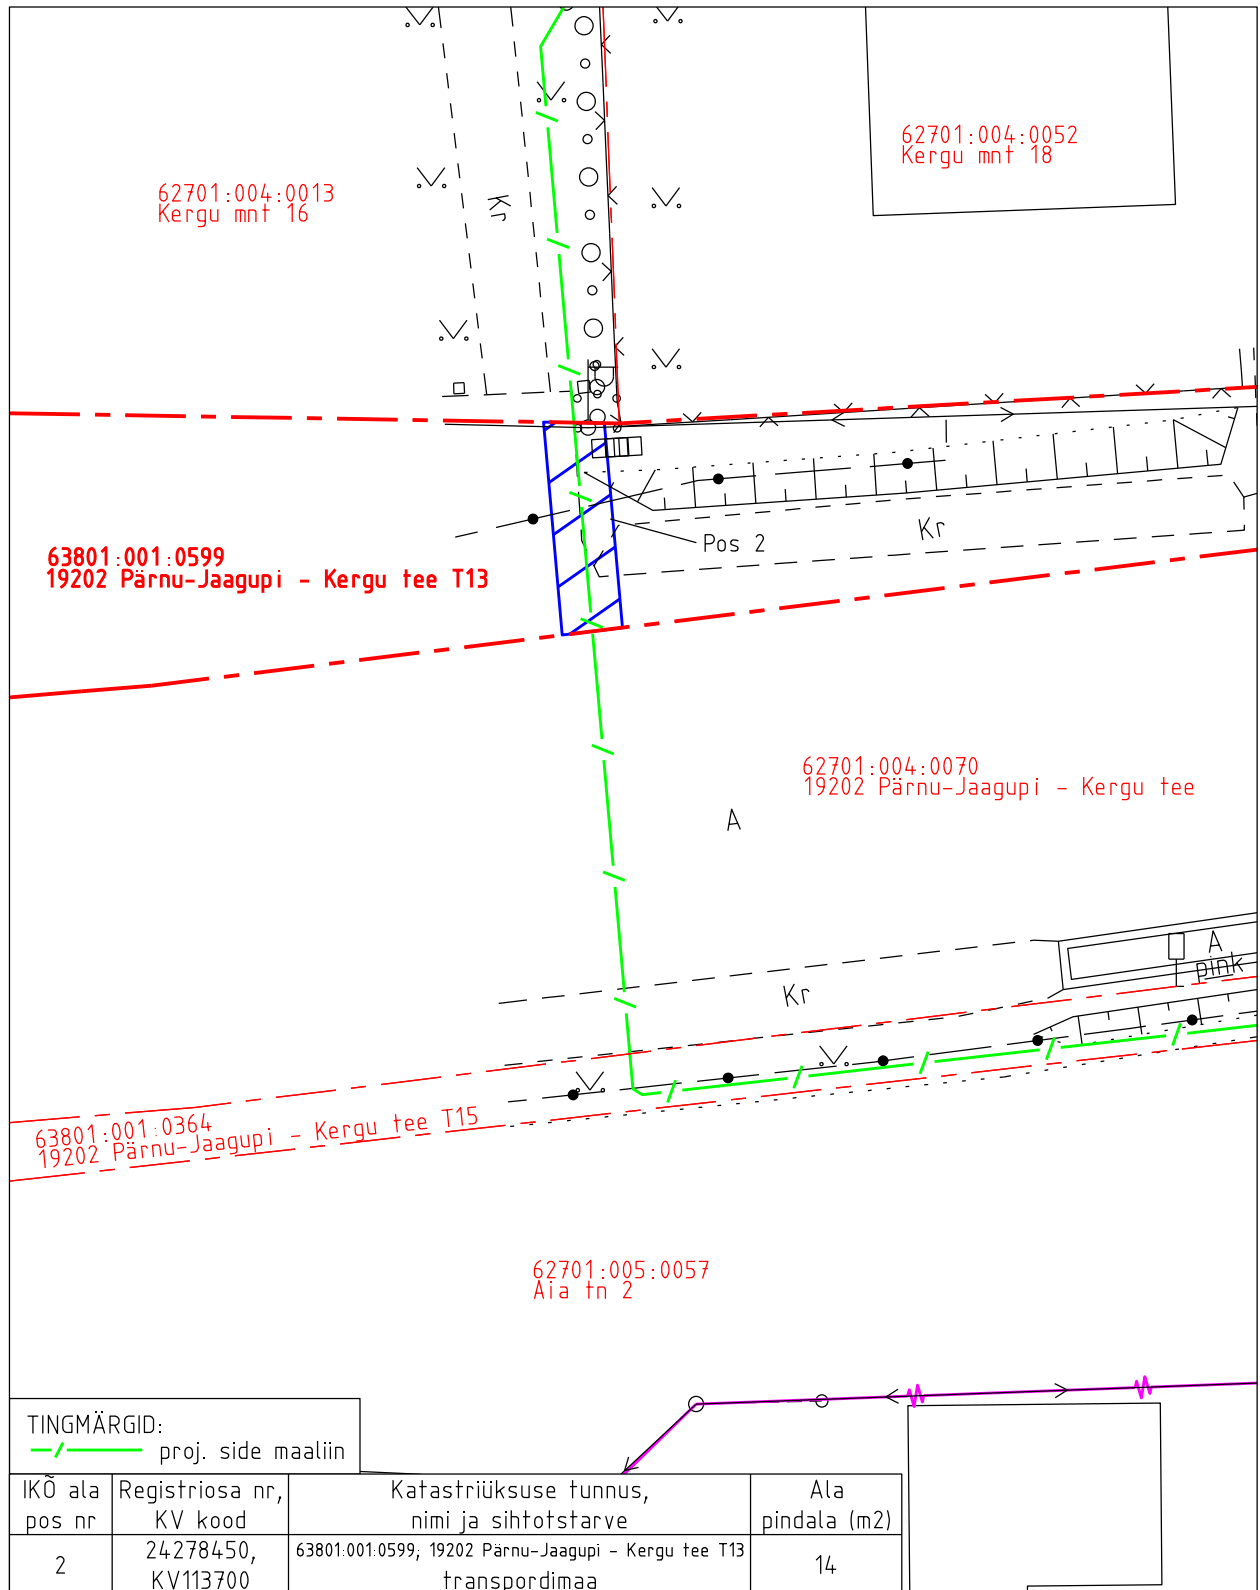 62701:004:0052
Kergu mnt 18
62701:004:0013
Kergu mnt 16
Kr
Kr
Pos 2
63801:001:0599
19202 Pärnu-Jaagupi - Kergu tee T13
62701:004:0070
19202 Pärnu-Jaagupi - Kergu tee
A
A
pink
Kr
63801:001:0364
19202 Pärnu-Jaagupi - Kergu tee T15
62701:005:0057
Aia tn 2
TINGMÄRGID:
proj. side maaliin
IKÕ ala
pos nr
Registriosa nr,
KV kood
Katastriüksuse tunnus,
nimi ja sihtotstarve
Ala
pindala (m2)
2
24278450,
KV113700
63801:001:0599; 19202 Pärnu-Jaagupi - Kergu tee T13
transpordimaa
14